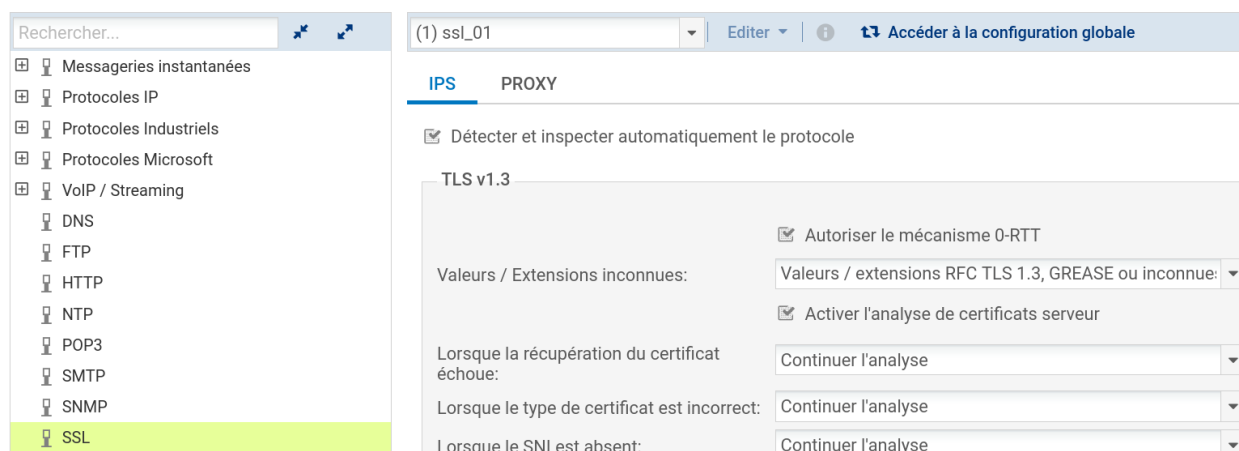 Rechercher...
(1) ssl_01
Editer
Accéder à la configuration globale
Messageries instantanées
Protocoles IP
Protocoles Industriels
Protocoles Microsoft
VoIP / Streaming
DNS
FTP
HTTP
NTP
POP3
SMTP
SNMP
SSL
IPS
PROXY
Détecter et inspecter automatiquement le protocole
TLS v1.3
Autoriser le mécanisme 0-RTT
Valeurs / Extensions inconnues:
Valeurs / extensions RFC TLS 1.3, GREASE ou inconnue
Activer l'analyse de certificats serveur
Lorsque la récupération du certificat
échoue:
Continuer l'analyse
Lorsque le type de certificat est incorrect:
Continuer l'analyse
Lorsque le SNI est absent:
Continuer l'analyse